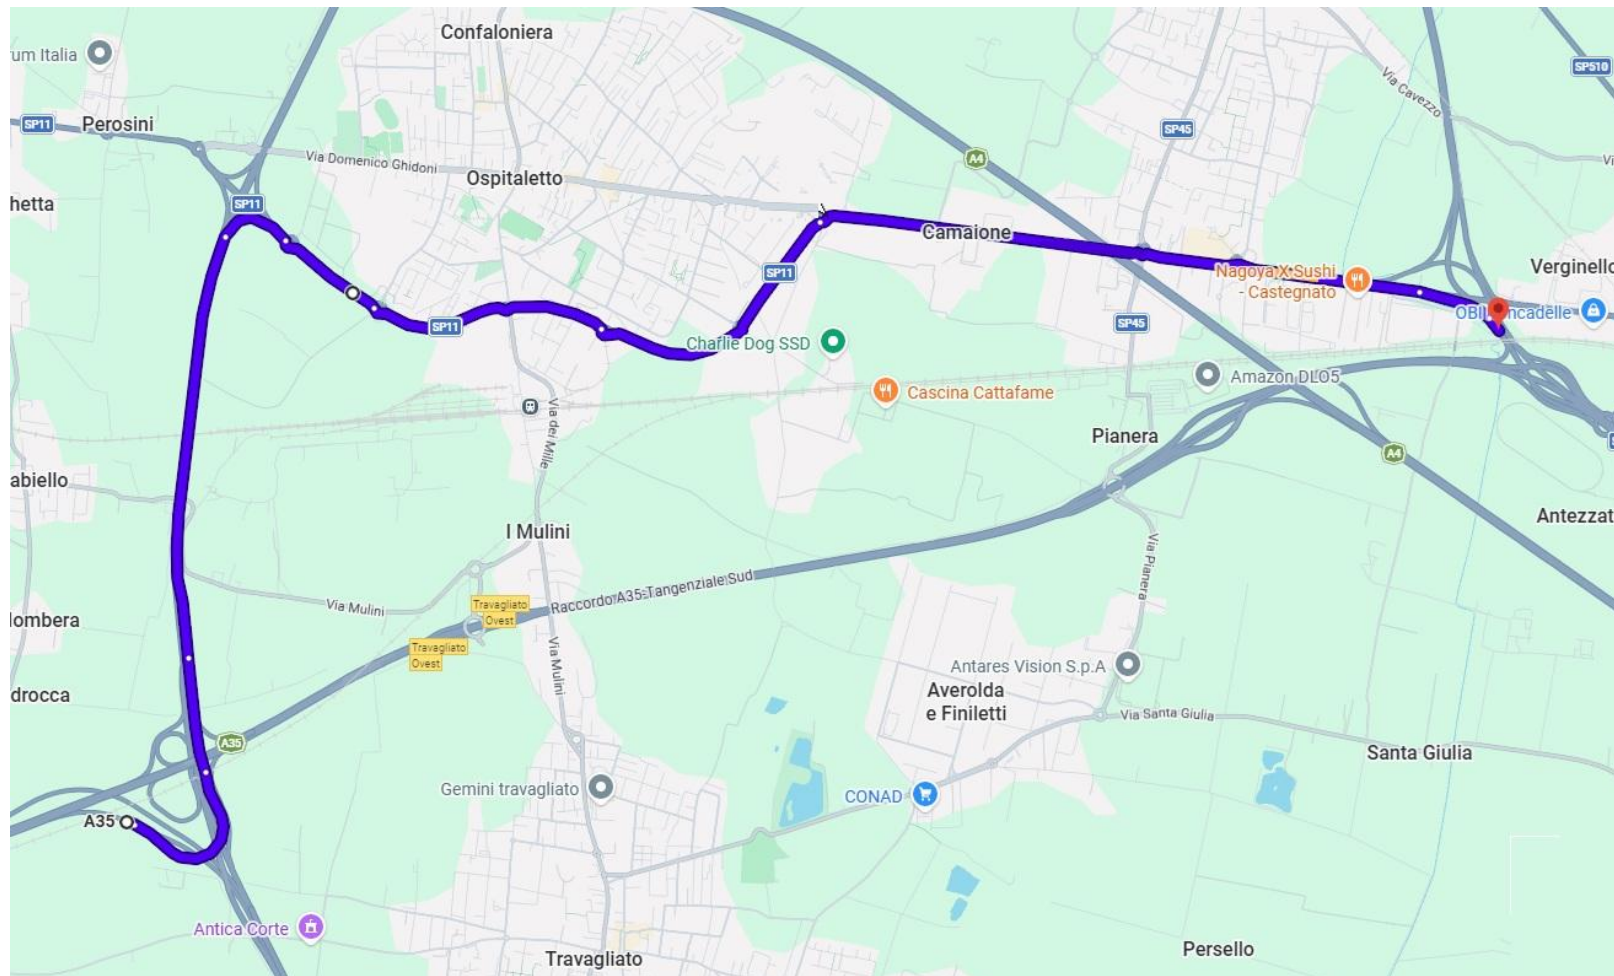 Confaloniera
rum Italia
SP510
Via Cavezzo
SP11
Perosini
SP45
A4
Via Domenico Ghidoni
Ospitaletto
SP11
hetta
Camaione
SP11
Nagoya X Sushi
- Castegnato
Verginello
OBI
SP11
SP45
Charlie Dog SSD
Amazon DLO5
Cascina Cattafame
Via dei Mille
Pianera
A4
abiello
I Mulini
Antezzat
Via Pianera
Raccordo A35-Tangenziale Sud
Travagliato
Ovest
Via Mulini
lombera
Travagliato
Ovest
Via Mulini
Antares Vision S.p.A
drocca
Averolda
e Finiletti
Via Santa Giulia
A35
Santa Giulia
Gemini travagliato
CONAD
A35
Antica Corte
Travagliato
Persello